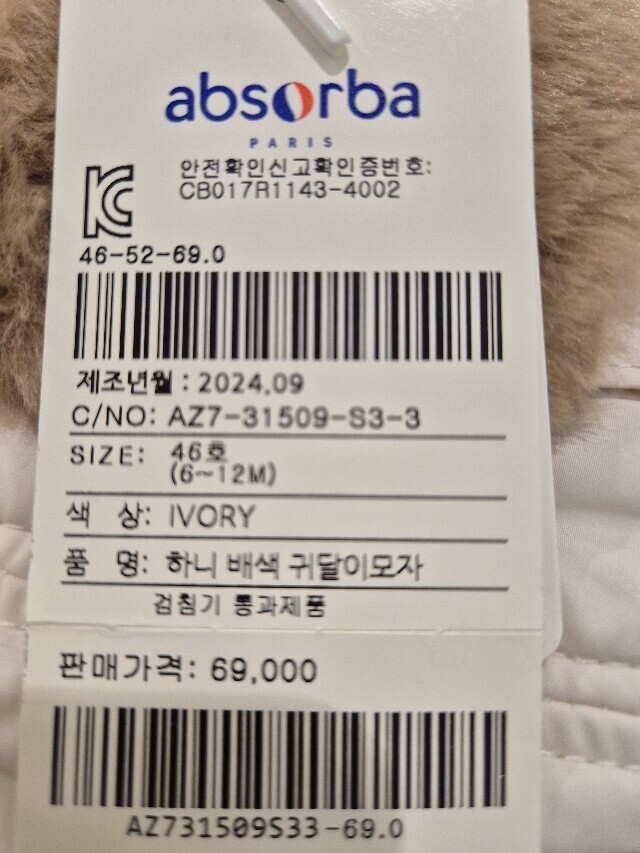 absorba
PARIS
안전확인신고확인증번호:
CB017R1143-4002
46-52-69.0
제조년월 : 2024.09
C/NO: AZ7-31509-S3-3
SIZE: 46호
(6~12M)
색 상: IVORY
품 명: 하니 배색 귀달이모자
검침기 통과제품
판매가격: 69,000
AZ731509S33-69.0